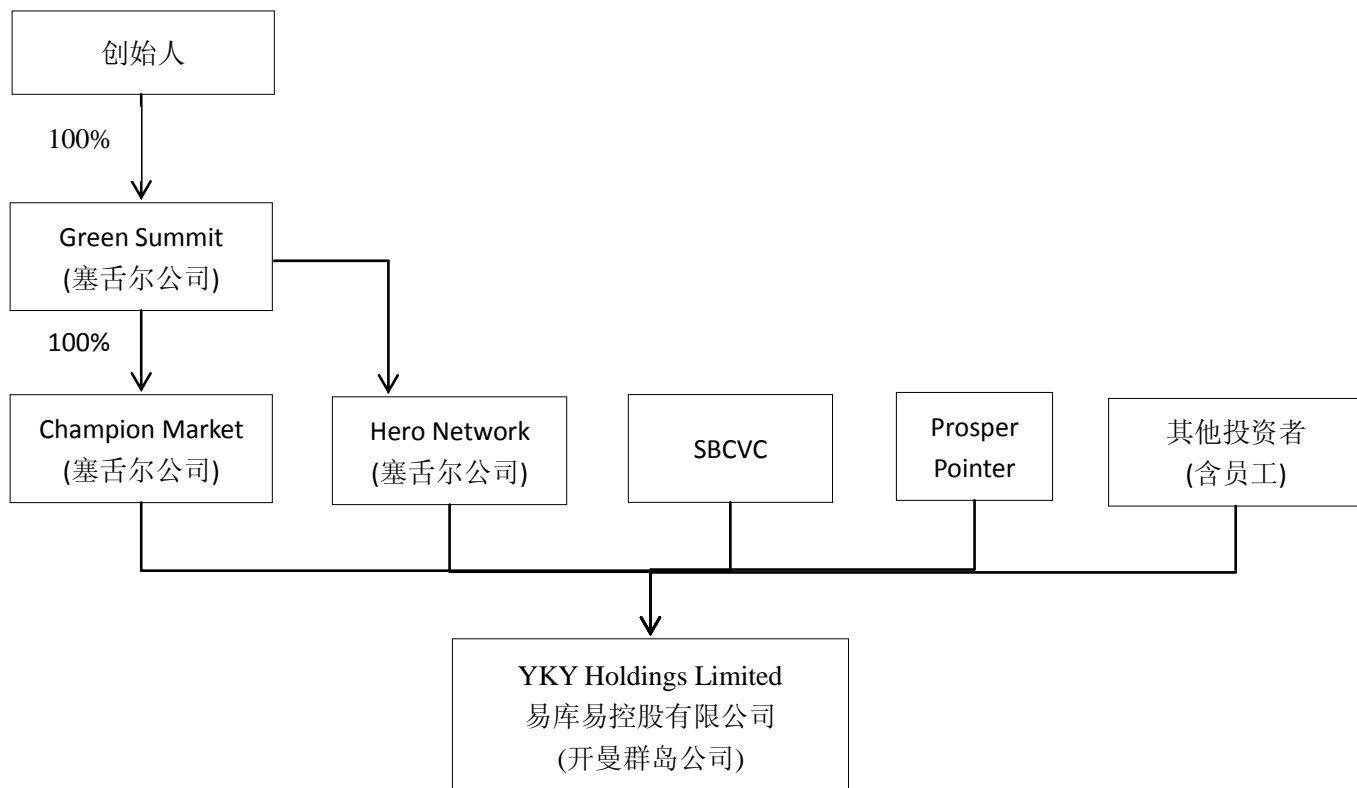 创始人
100%
Green Summit
(塞舌尔公司)
100%
Champion Market
(塞舌尔公司)
Hero Network
(塞舌尔公司)
SBCVC
Prosper
Pointer
其他投资者
(含员工)
YKY Holdings Limited
易库易控股有限公司
(开曼群岛公司)